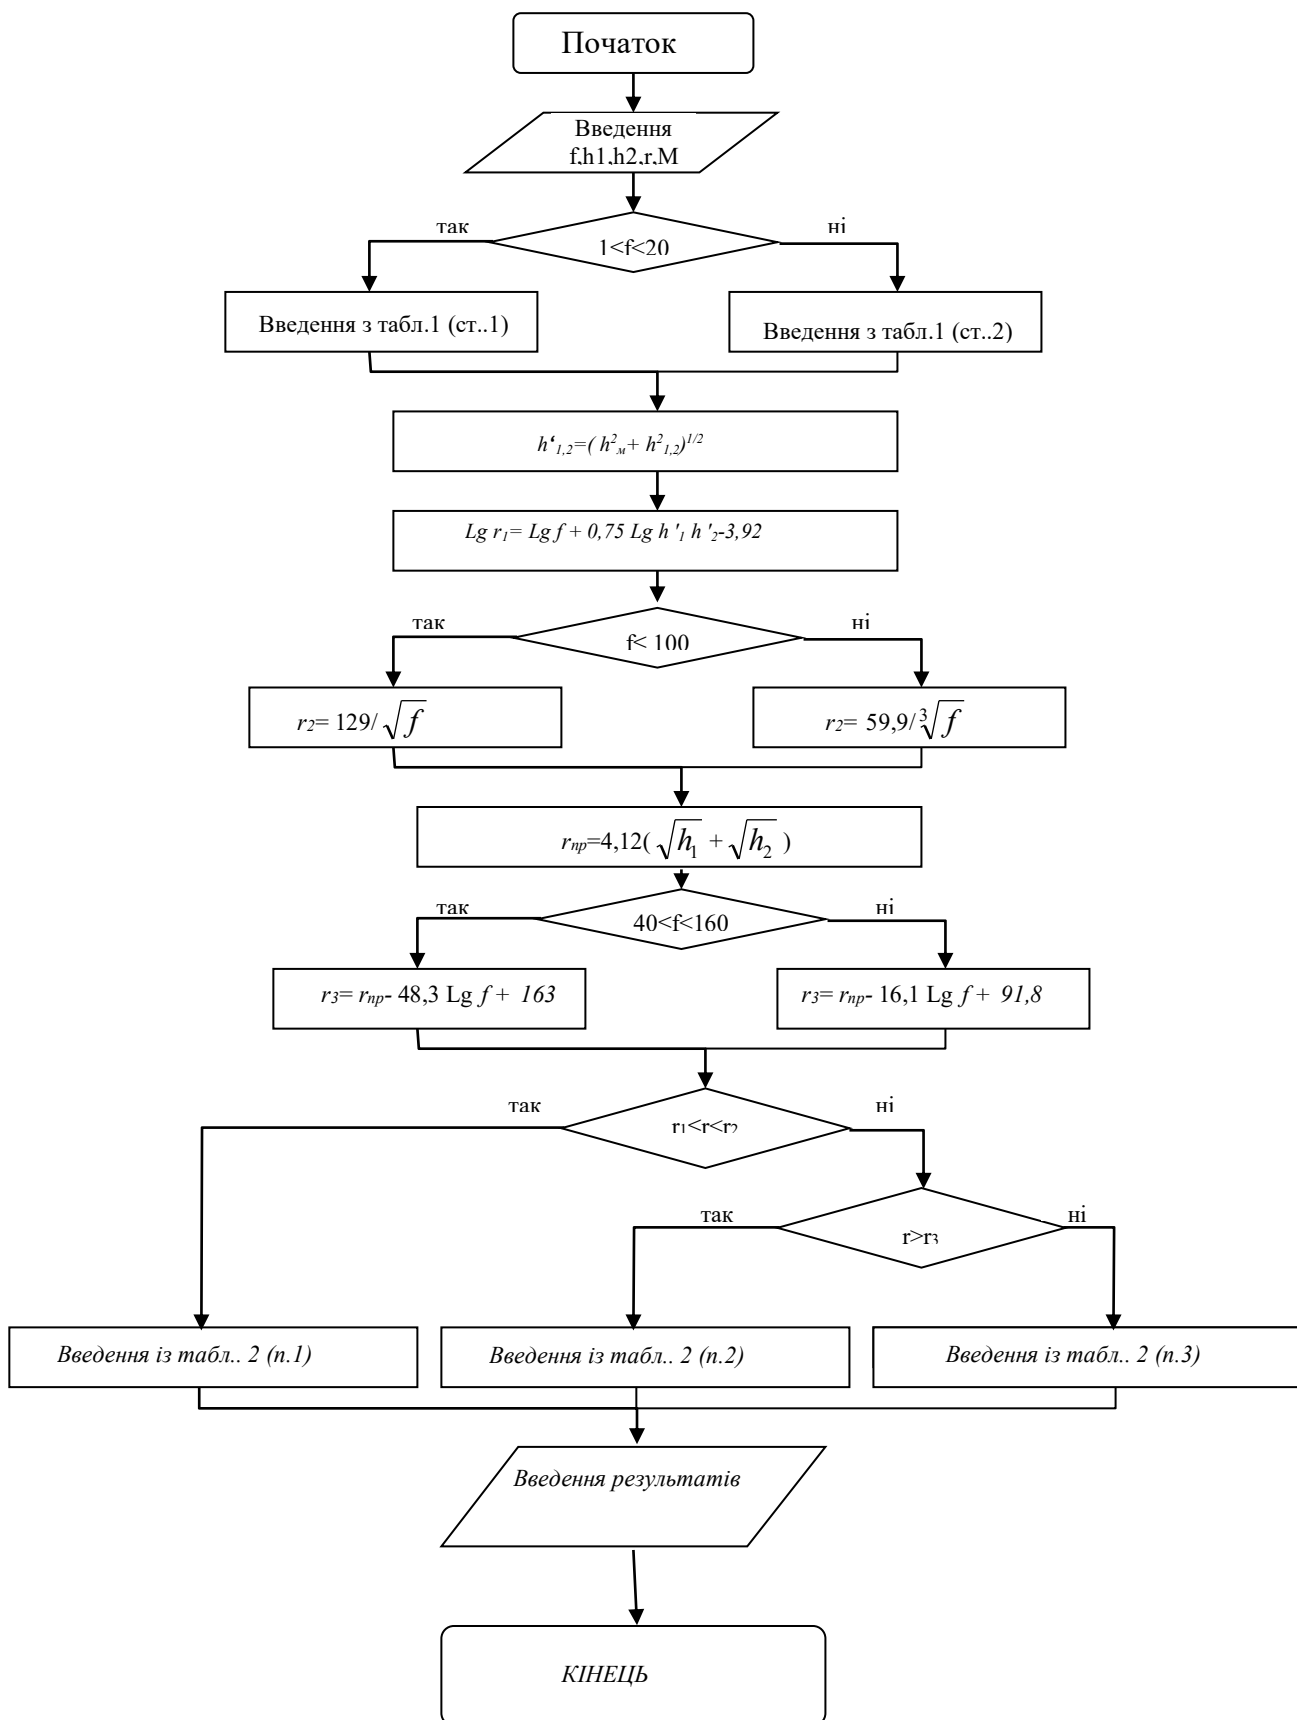 Початок
Введення
f,h1,h2,r,M
так
ні
1<f<20
Введення з табл.1 (ст..1)
Введення з табл.1 (ст..2)
h‘1,2=( h²м+ h²1,2)1/2
Lg r1= Lg f + 0,75 Lg h '1 h '2-3,92
так
ні
f< 100
r2= 129/√f
r2= 59,9/∛f
rпр=4,12( √h1 + √h2 )
так
ні
40<f<160
r3= rпр- 48,3 Lg f + 163
r3= rпр- 16,1 Lg f + 91,8
так
ні
r1<r<r2
так
ні
r>r3
Введення із табл.. 2 (п.1)
Введення із табл.. 2 (п.2)
Введення із табл.. 2 (п.3)
Введення результатів
КІНЕЦЬ